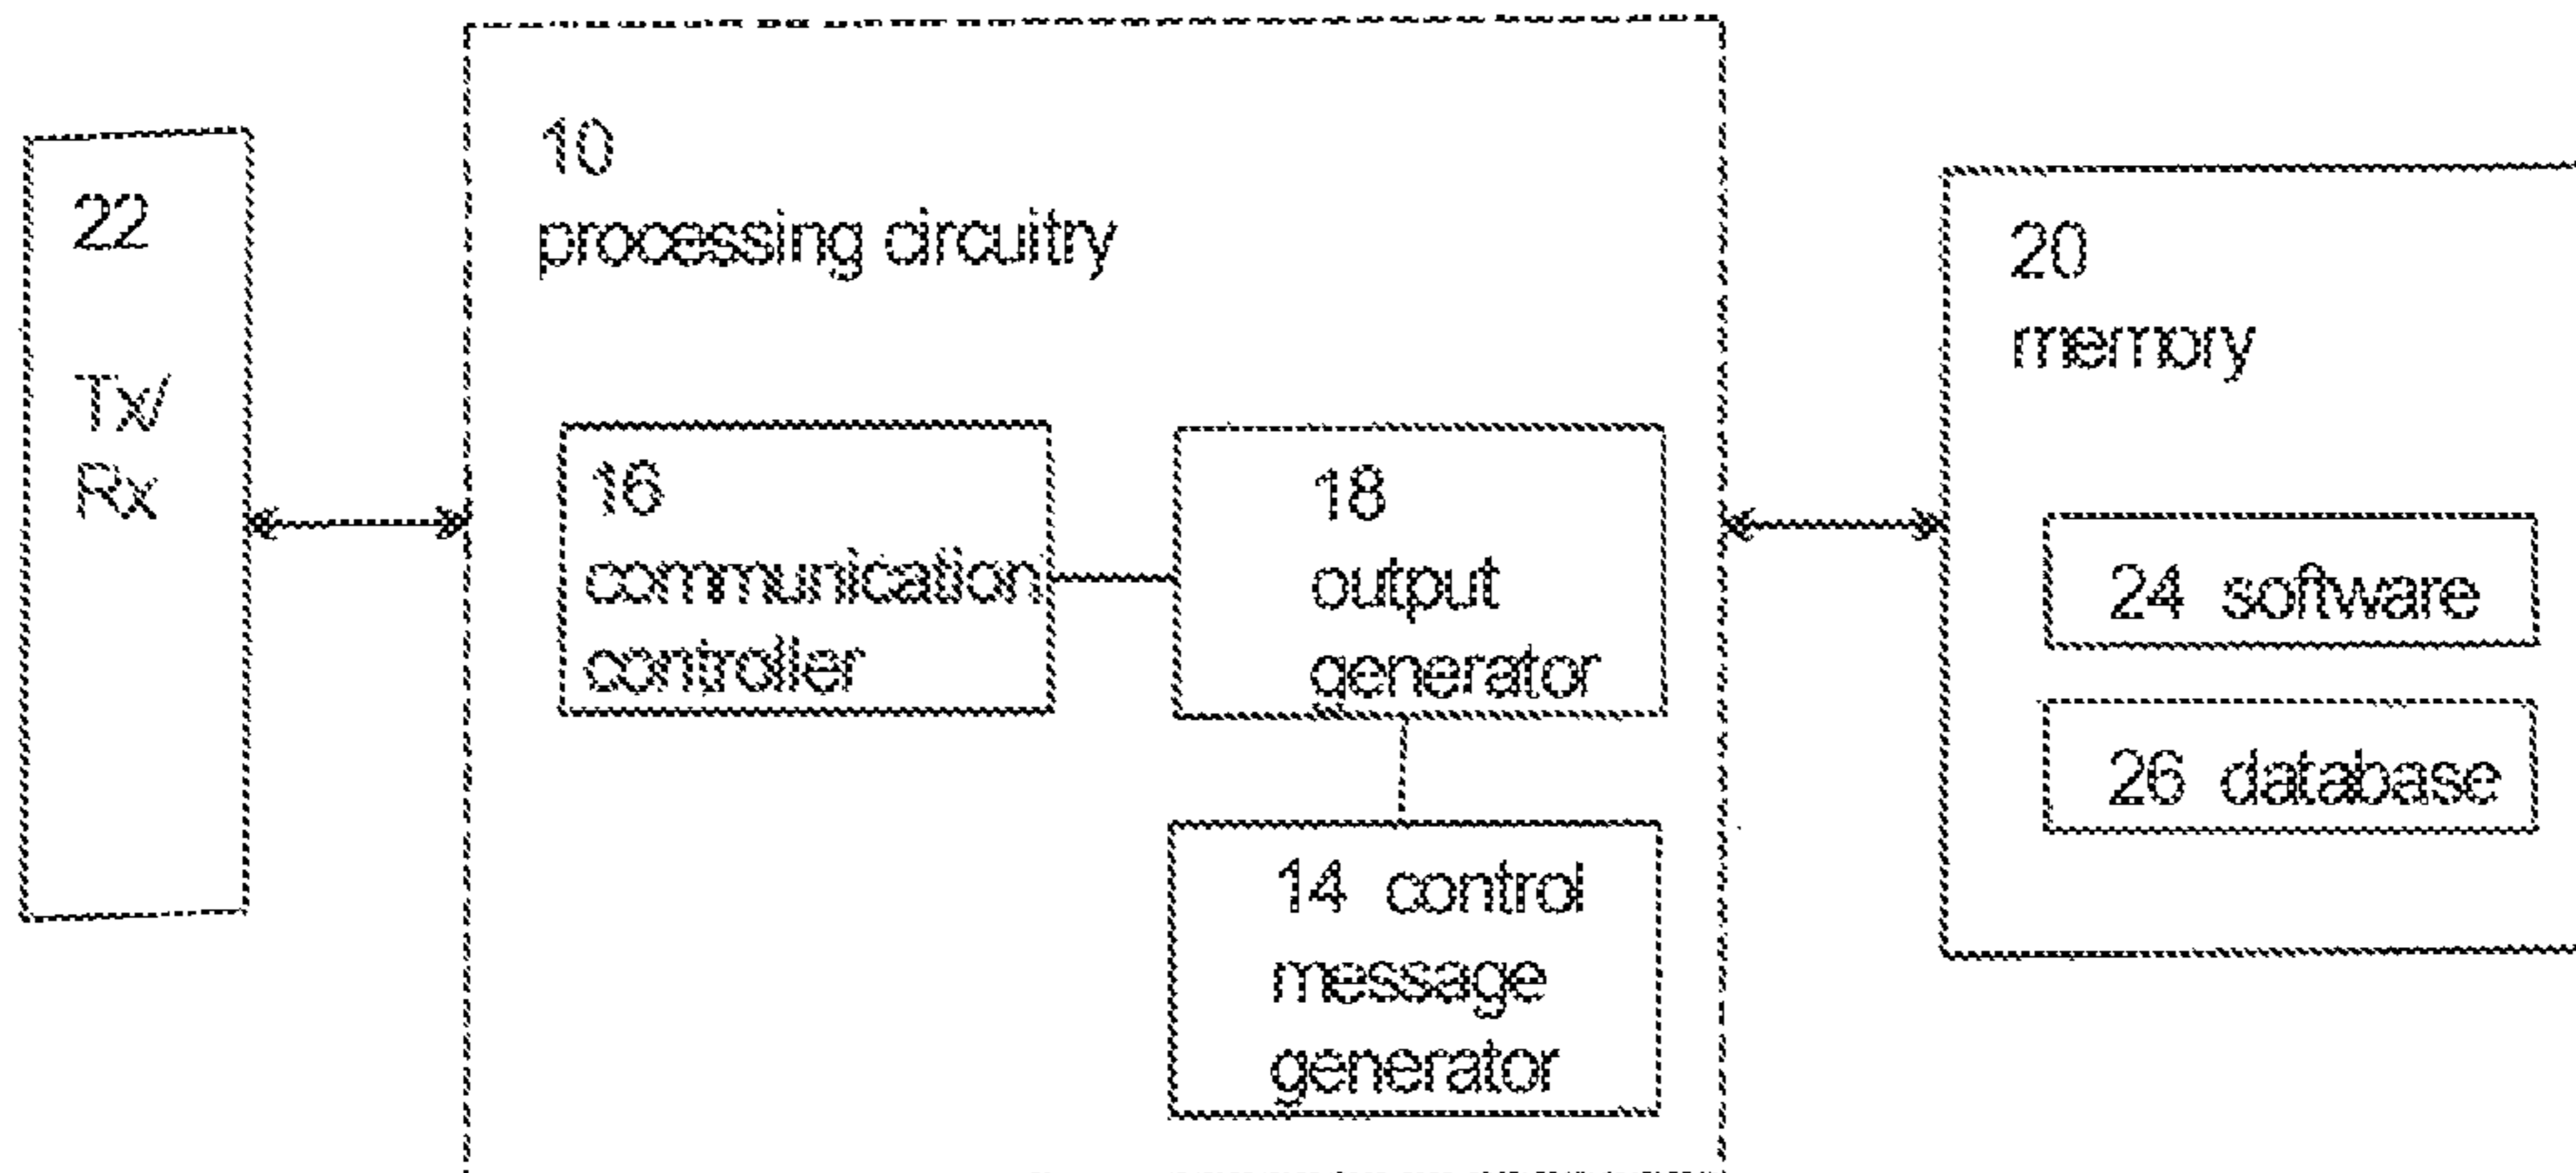 22
Tx/
Rx
10
processing circuitry
16
communication
controller
18
output
generator
14 control
message
generator
20
memory
24 software
26 database